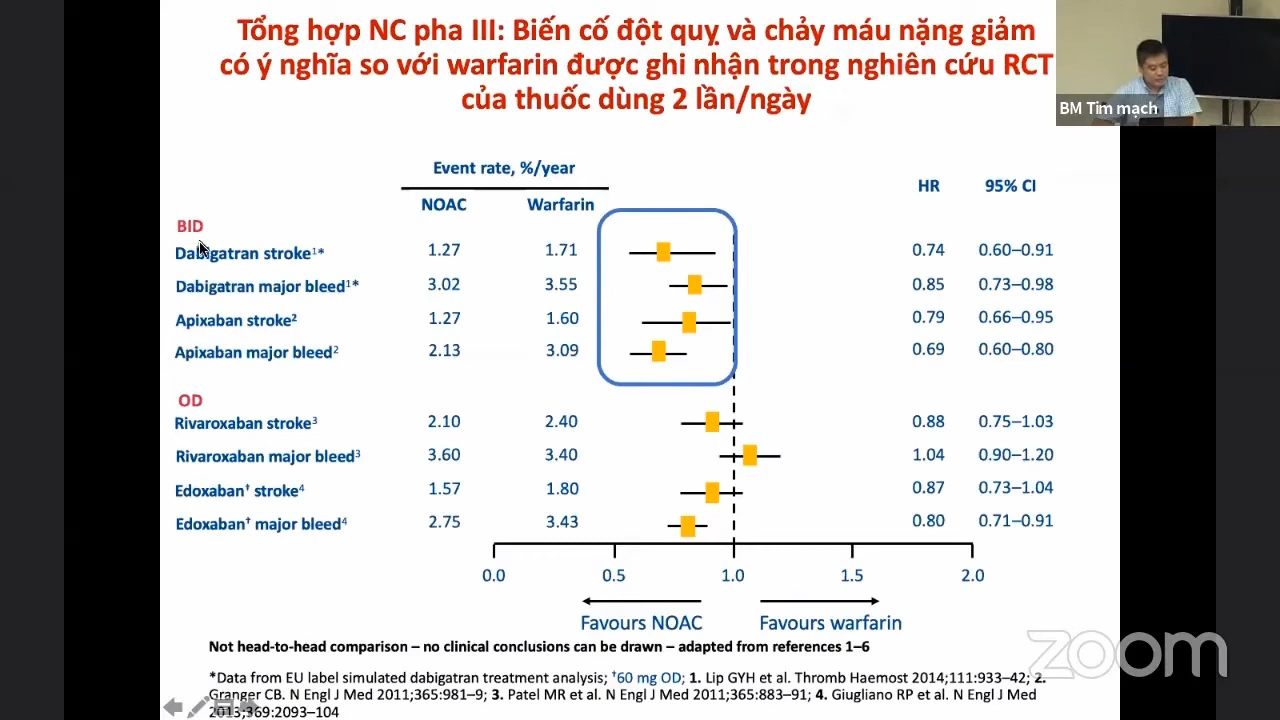 Tổng hợp NC pha III: Biến cố đột quỵ và chảy máu nặng giảm
có ý nghĩa so với warfarin được ghi nhận trong nghiên cứu RCT
của thuốc dùng 2 lần/ngày
BM Tim mạch
Event rate, %/year
HR 95% CI
NOAC Warfarin
BID
Dabigatran stroke¹* 1.27 1.71 0.74 0.60–0.91
Dabigatran major bleed¹* 3.02 3.55 0.85 0.73–0.98
Apixaban stroke² 1.27 1.60 0.79 0.66–0.95
Apixaban major bleed² 2.13 3.09 0.69 0.60–0.80
OD
Rivaroxaban stroke³ 2.10 2.40 0.88 0.75–1.03
Rivaroxaban major bleed³ 3.60 3.40 1.04 0.90–1.20
Edoxaban† stroke⁴ 1.57 1.80 0.87 0.73–1.04
Edoxaban† major bleed⁴ 2.75 3.43 0.80 0.71–0.91
0.0 0.5 1.0 1.5 2.0
Favours NOAC Favours warfarin
Not head-to-head comparison – no clinical conclusions can be drawn – adapted from references 1–6
*Data from EU label simulated dabigatran treatment analysis; †60 mg OD; 1. Lip GYH et al. Thromb Haemost 2014;111:933–42; 2.
Granger CB. N Engl J Med 2011;365:981–9; 3. Patel MR et al. N Engl J Med 2011;365:883–91; 4. Giugliano RP et al. N Engl J Med
2013;369:2093–104
zoom